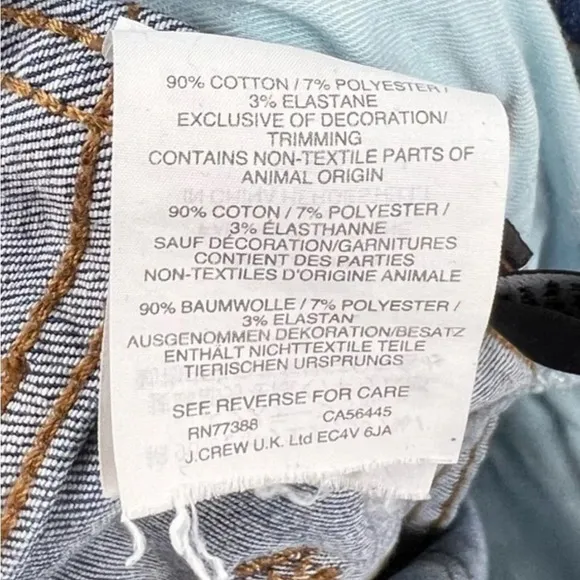 90% COTTON / 7% POLYESTER /
3% ELASTANE
EXCLUSIVE OF DECORATION/
TRIMMING
CONTAINS NON-TEXTILE PARTS OF
ANIMAL ORIGIN
90% COTON / 7% POLYESTER /
3% ÉLASTHANNE
SAUF DÉCORATION/GARNITURES
CONTIENT DES PARTIES
NON-TEXTILES D'ORIGINE ANIMALE
90% BAUMWOLLE / 7% POLYESTER /
3% ELASTAN
AUSGENOMMEN DEKORATION/BESATZ
ENTHÄLT NICHTTEXTILE TEILE
TIERISCHEN URSPRUNGS
SEE REVERSE FOR CARE
RN77388 CA56445
J.CREW U.K. Ltd EC4V 6JA